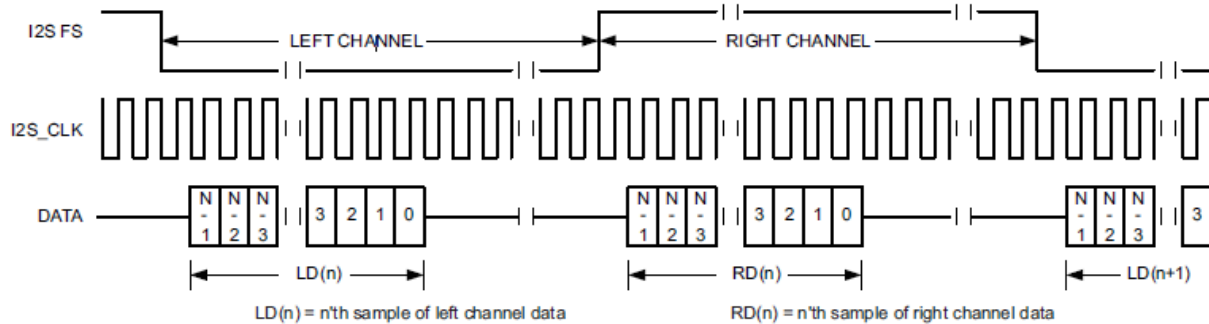 I2S FS
LEFT CHANNEL
RIGHT CHANNEL
I2S_CLK
DATA
N-1 N-2 N-3 3 2 1 0 N-1 N-2 N-3 3 2 1 0 N-1 N-2 N-3 3
LD(n) RD(n) LD(n+1)
LD(n) = n'th sample of left channel data RD(n) = n'th sample of right channel data